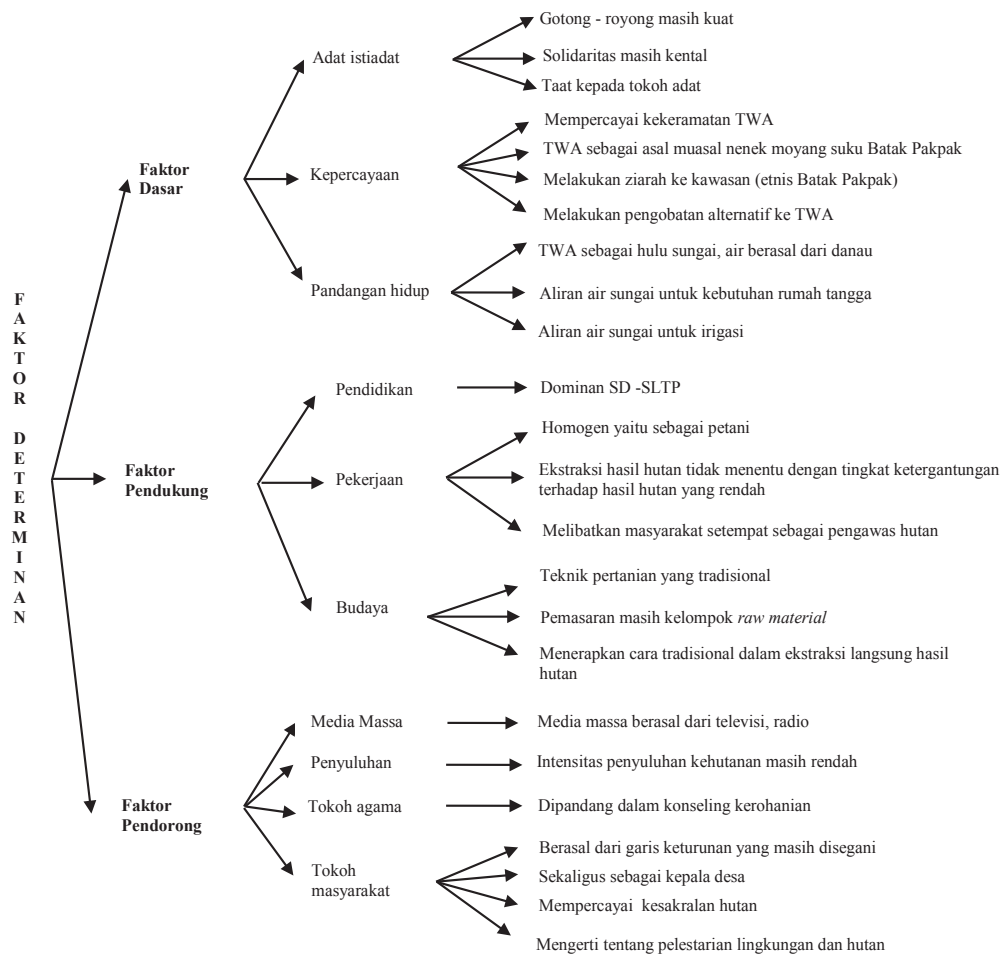 FAKTOR DETERMINAN
Faktor
Dasar
Adat istiadat
Gotong - royong masih kuat
Solidaritas masih kental
Taat kepada tokoh adat
Kepercayaan
Mempercayai kekeramatan TWA
TWA sebagai asal muasal nenek moyang suku Batak Pakpak
Melakukan ziarah ke kawasan (etnis Batak Pakpak)
Melakukan pengobatan alternatif ke TWA
Pandangan hidup
TWA sebagai hulu sungai, air berasal dari danau
Aliran air sungai untuk kebutuhan rumah tangga
Aliran air sungai untuk irigasi
Faktor
Pendukung
Pendidikan
Dominan SD -SLTP
Pekerjaan
Homogen yaitu sebagai petani
Ekstraksi hasil hutan tidak menentu dengan tingkat ketergantungan
terhadap hasil hutan yang rendah
Melibatkan masyarakat setempat sebagai pengawas hutan
Budaya
Teknik pertanian yang tradisional
Pemasaran masih kelompok raw material
Menerapkan cara tradisional dalam ekstraksi langsung hasil
hutan
Faktor
Pendorong
Media Massa
Media massa berasal dari televisi, radio
Penyuluhan
Intensitas penyuluhan kehutanan masih rendah
Tokoh agama
Dipandang dalam konseling kerohanian
Tokoh
masyarakat
Berasal dari garis keturunan yang masih disegani
Sekaligus sebagai kepala desa
Mempercayai kesakralan hutan
Mengerti tentang pelestarian lingkungan dan hutan